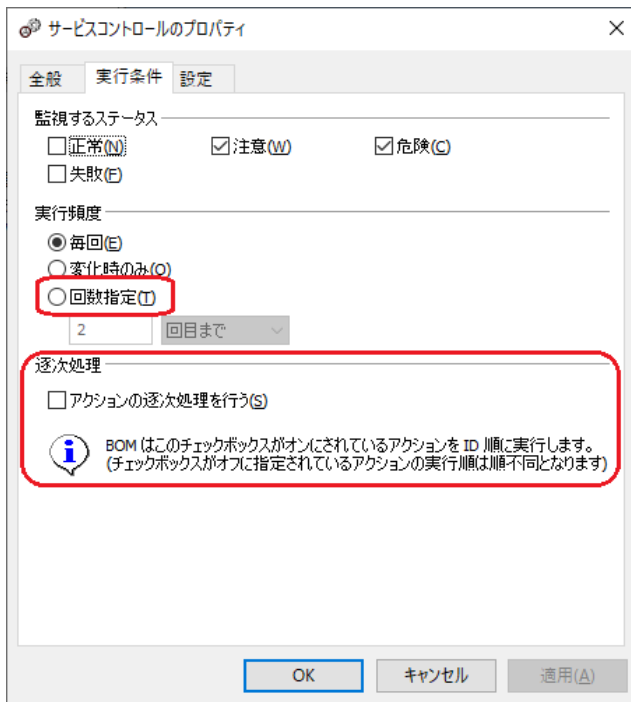 サービスコントロールのプロパティ
全般 実行条件 設定
監視するステータス
正常(N) 注意(W) 危険(C)
失敗(F)
実行頻度
毎回(E)
変化時のみ(O)
回数指定(T)
2 回目まで
逐次処理
アクションの逐次処理を行う(S)
BOM はこのチェックボックスがオンにされているアクションを ID 順に実行します。
(チェックボックスがオフに指定されているアクションの実行順は順不同となります)
OK キャンセル 適用(A)